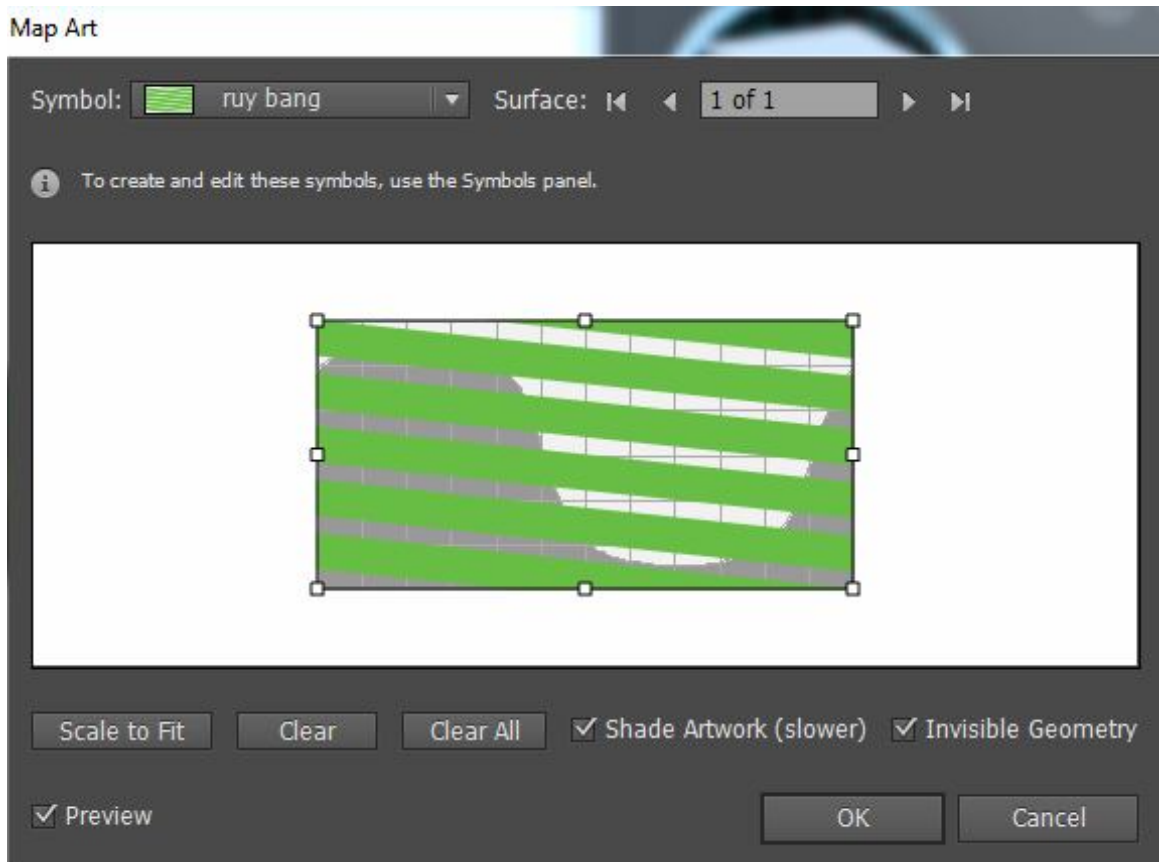 Map Art
Symbol: ruy bang Surface: 1 of 1
To create and edit these symbols, use the Symbols panel.
Scale to Fit Clear Clear All Shade Artwork (slower) Invisible Geometry
Preview OK Cancel